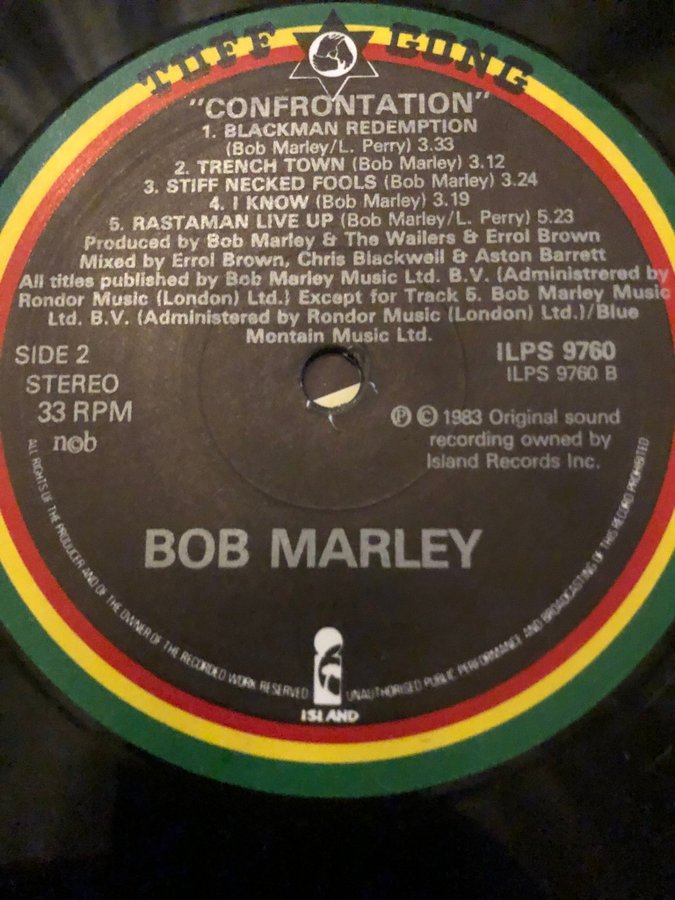 TUFF GONG
"CONFRONTATION"
1. BLACKMAN REDEMPTION
(Bob Marley/L. Perry) 3.33
2. TRENCH TOWN (Bob Marley) 3.12
3. STIFF NECKED FOOLS (Bob Marley) 3.24
4. I KNOW (Bob Marley) 3.19
5. RASTAMAN LIVE UP (Bob Marley/L. Perry) 5.23
Produced by Bob Marley & The Wailers & Errol Brown
Mixed by Errol Brown, Chris Blackwell & Aston Barrett
All titles published by Bob Marley Music Ltd. B.V. (Administrered by
Rondor Music (London) Ltd.) Except for Track 5. Bob Marley Music
Ltd. B.V. (Administered by Rondor Music (London) Ltd.)/Blue
Montain Music Ltd.
SIDE 2
STEREO
33 RPM
n©b
ILPS 9760
ILPS 9760 B
℗ © 1983 Original sound
recording owned by
Island Records Inc.
BOB MARLEY
ALL RIGHTS OF THE PRODUCER AND OF THE OWNER OF THE RECORDED WORK RESERVED
UNAUTHORISED PUBLIC PERFORMANCE AND BROADCASTING OF THIS RECORD PROHIBITED
ISLAND